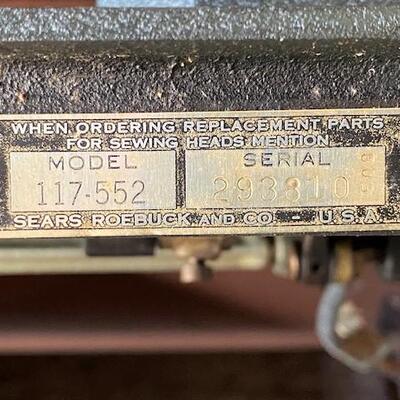 WHEN ORDERING REPLACEMENT PARTS
FOR SEWING HEADS MENTION
MODEL SERIAL
117-552 293810
SEARS ROEBUCK AND CO. - U.S.A.